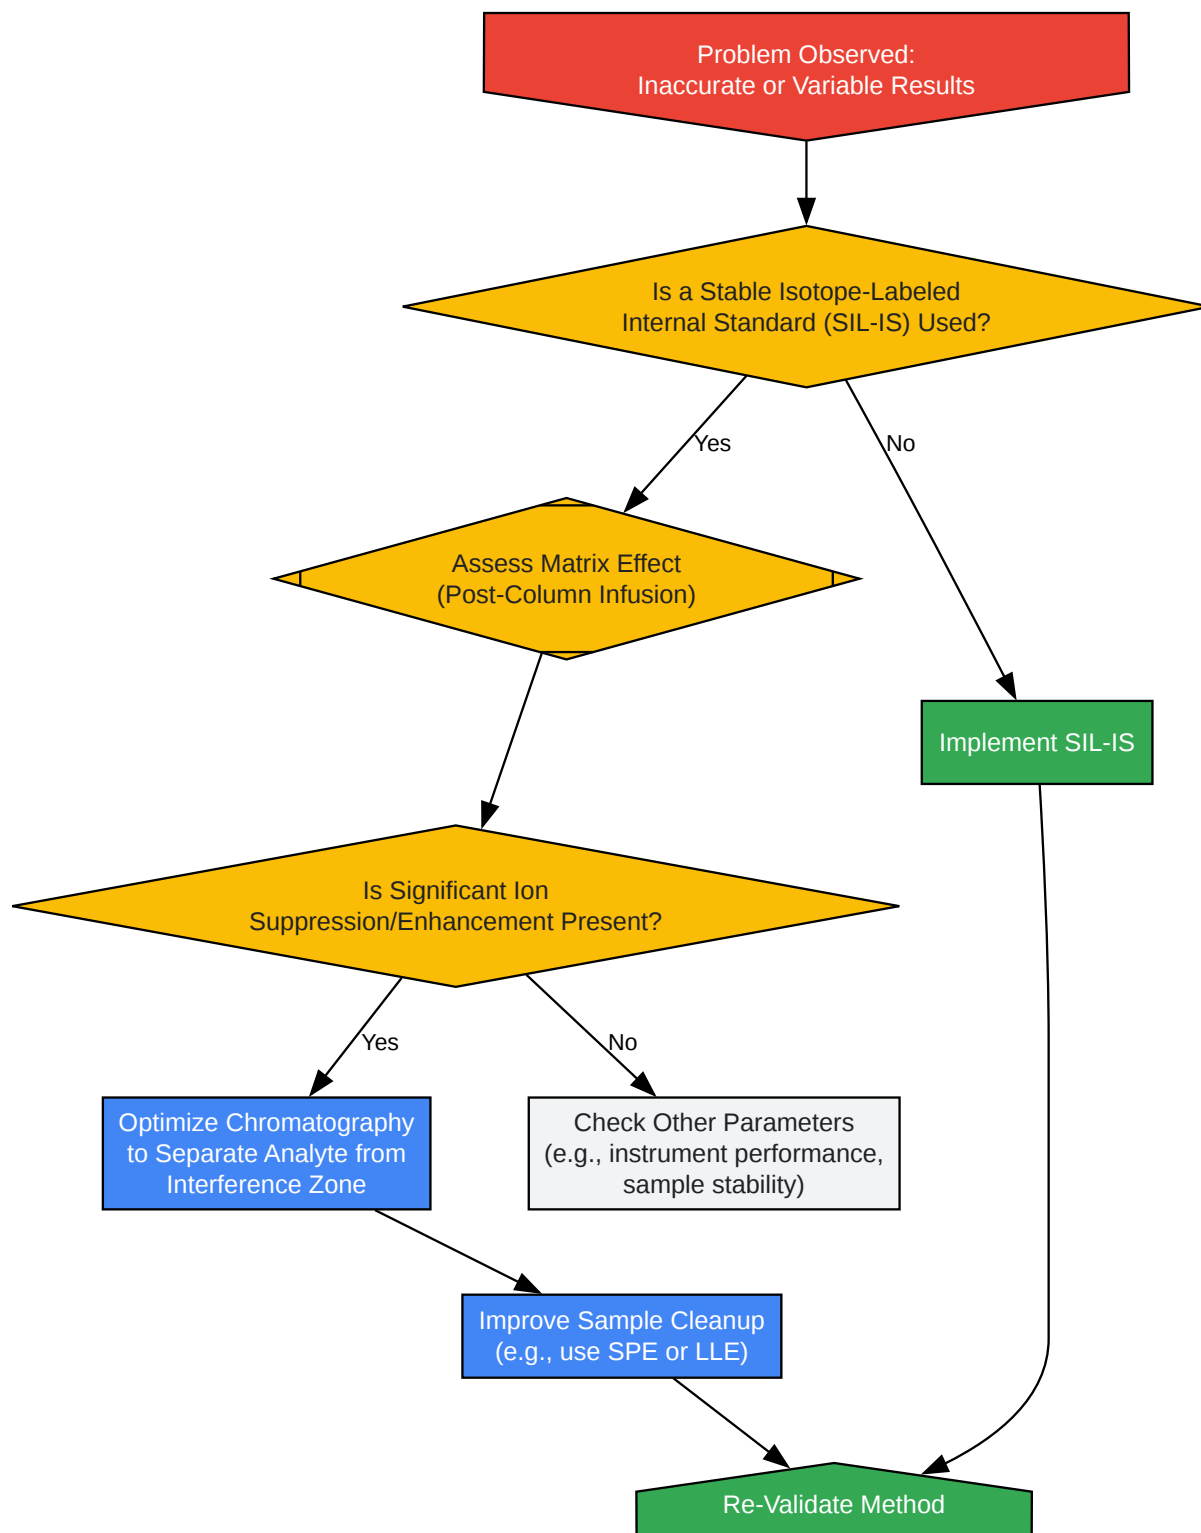 Problem Observed:
Inaccurate or Variable Results
Is a Stable Isotope-Labeled
Internal Standard (SIL-IS) Used?
Yes
No
Assess Matrix Effect
(Post-Column Infusion)
Implement SIL-IS
Is Significant Ion
Suppression/Enhancement Present?
Yes
No
Optimize Chromatography
to Separate Analyte from
Interference Zone
Check Other Parameters
(e.g., instrument performance,
sample stability)
Improve Sample Cleanup
(e.g., use SPE or LLE)
Re-Validate Method